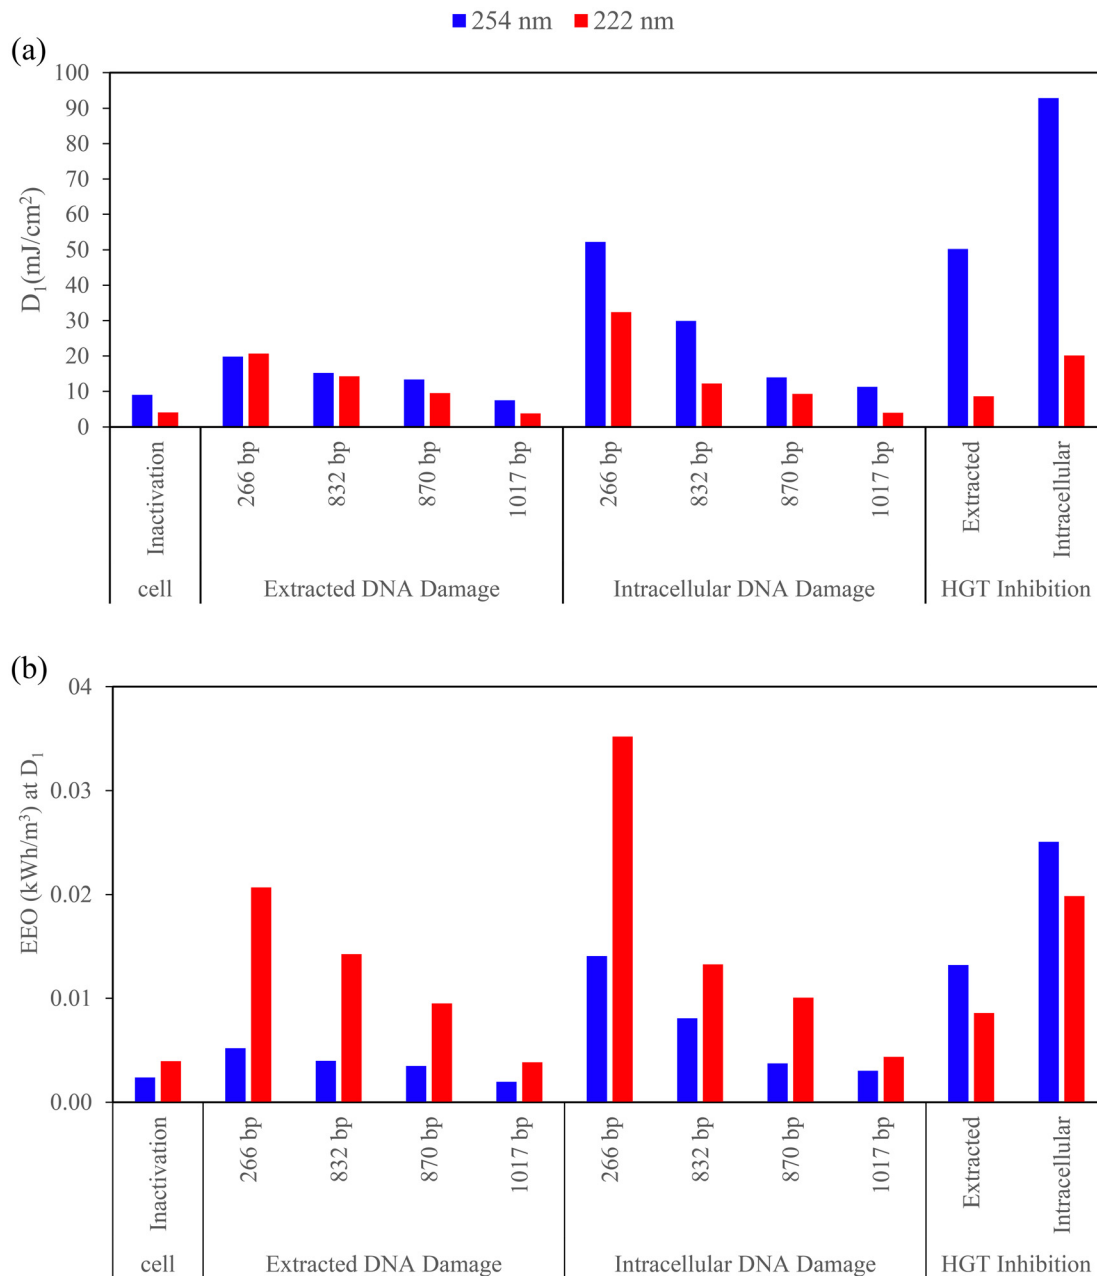 254 nm 222 nm
(a)
100
90
80
70
60
50
40
30
20
10
0
D1(mJ/cm2)
Inactivation
266 bp
832 bp
870 bp
1017 bp
266 bp
832 bp
870 bp
1017 bp
Extracted
Intracellular
cell Extracted DNA Damage Intracellular DNA Damage HGT Inhibition
(b)
04
0.03
0.02
0.01
0.00
EEO (kWh/m3) at D1
Inactivation
266 bp
832 bp
870 bp
1017 bp
266 bp
832 bp
870 bp
1017 bp
Extracted
Intracellular
cell Extracted DNA Damage Intracellular DNA Damage HGT Inhibition